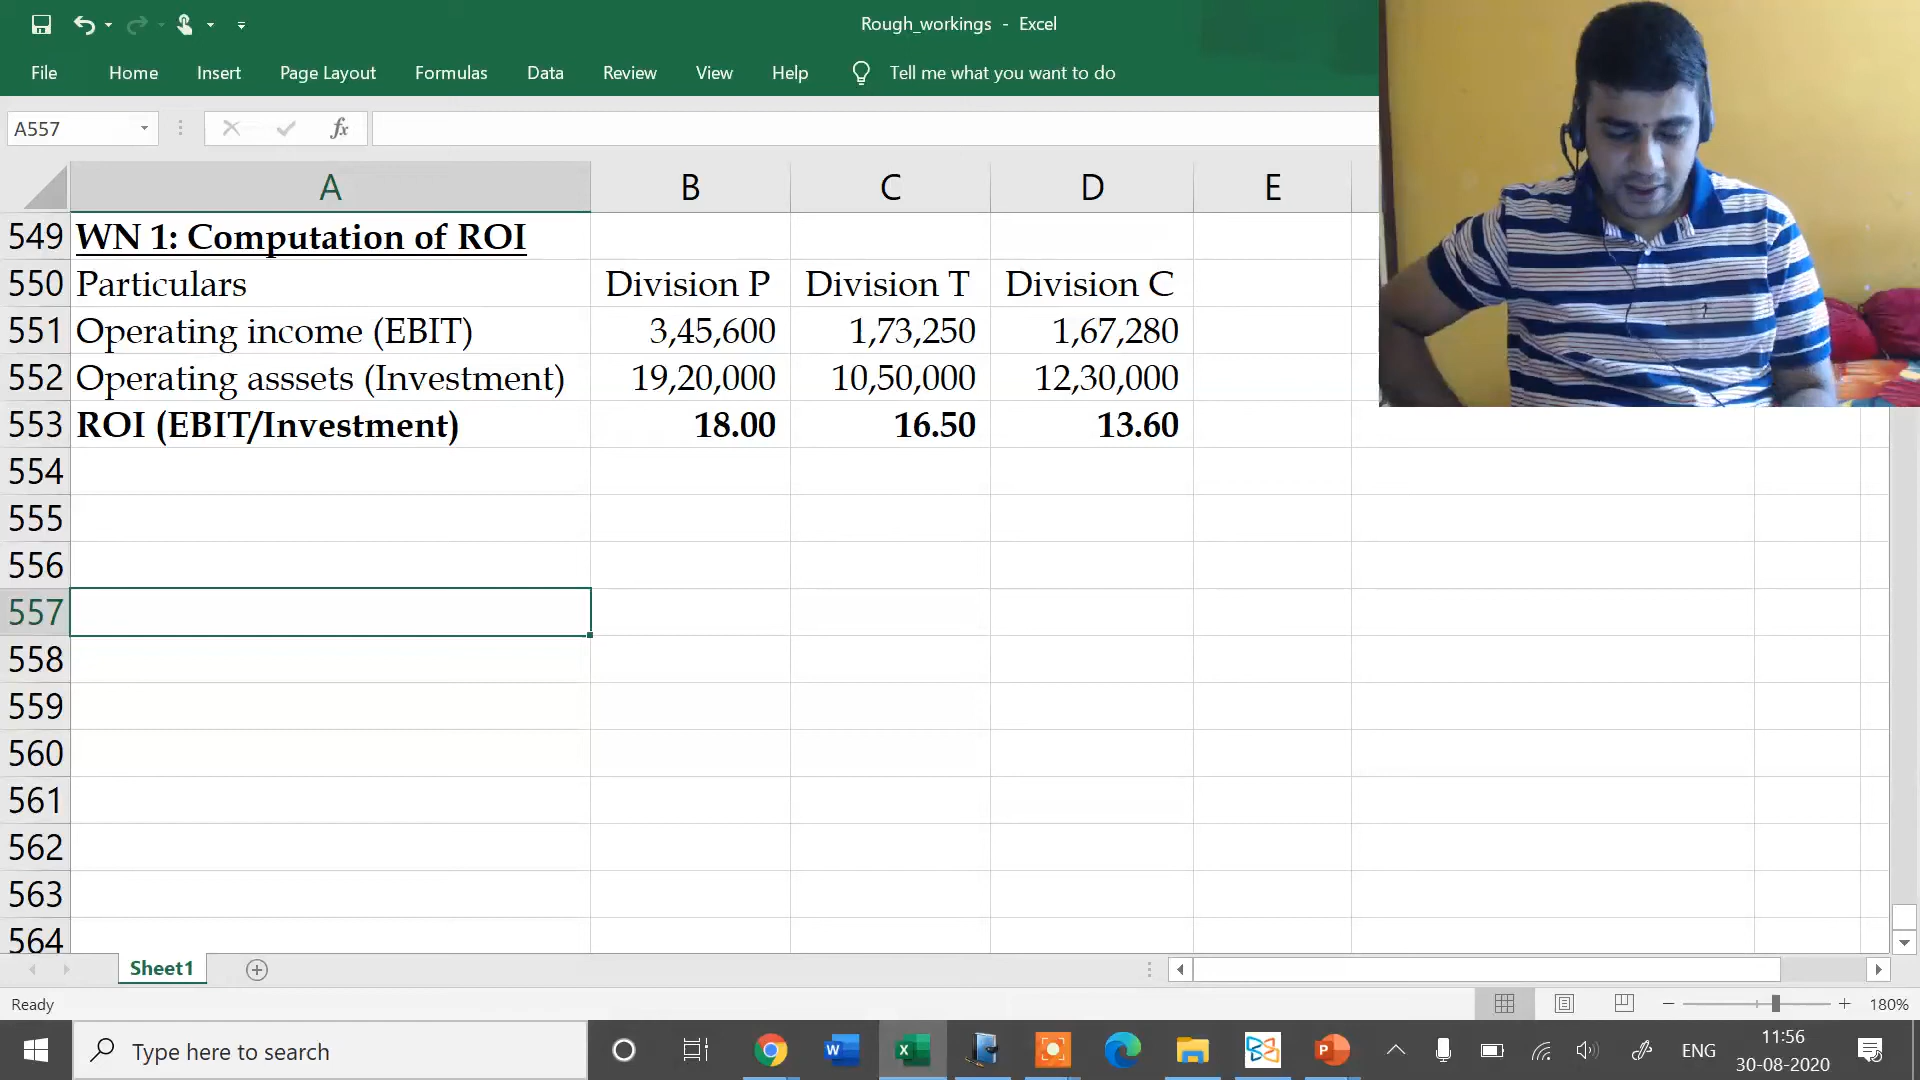 Rough_workings - Excel
File Home Insert Page Layout Formulas Data Review View Help Tell me what you want to do
A557 fx
A B C D E
549 WN 1: Computation of ROI
550 Particulars Division P Division T Division C
551 Operating income (EBIT) 3,45,600 1,73,250 1,67,280
552 Operating asssets (Investment) 19,20,000 10,50,000 12,30,000
553 ROI (EBIT/Investment) 18.00 16.50 13.60
554
555
556
557
558
559
560
561
562
563
564
Sheet1
Ready 180%
Type here to search W X P ENG 11:56
30-08-2020